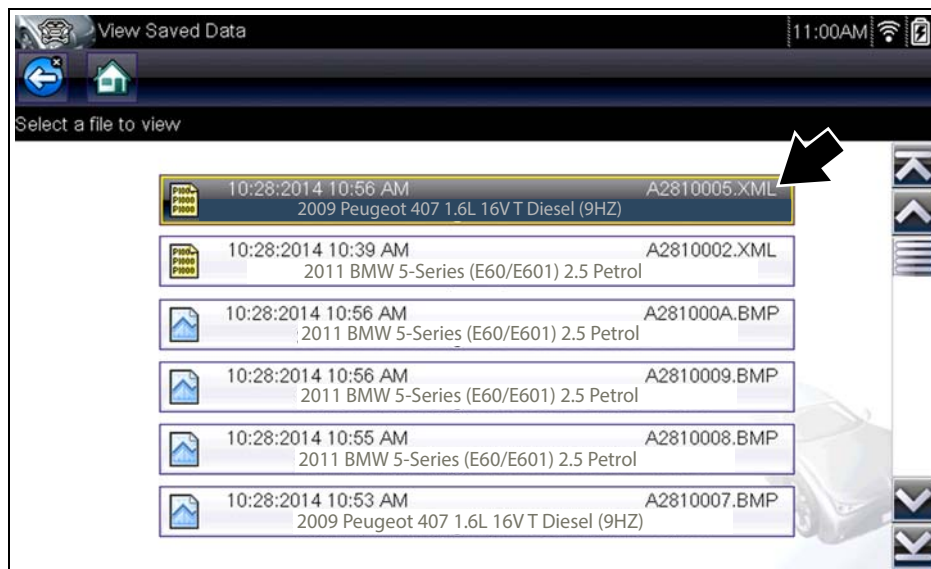 View Saved Data
11:00AM
Select a file to view
10:28:2014 10:56 AM A2810005.XML
2009 Peugeot 407 1.6L 16V T Diesel (9HZ)
10:28:2014 10:39 AM A2810002.XML
2011 BMW 5-Series (E60/E601) 2.5 Petrol
10:28:2014 10:56 AM A281000A.BMP
2011 BMW 5-Series (E60/E601) 2.5 Petrol
10:28:2014 10:56 AM A2810009.BMP
2011 BMW 5-Series (E60/E601) 2.5 Petrol
10:28:2014 10:55 AM A2810008.BMP
2011 BMW 5-Series (E60/E601) 2.5 Petrol
10:28:2014 10:53 AM A2810007.BMP
2009 Peugeot 407 1.6L 16V T Diesel (9HZ)